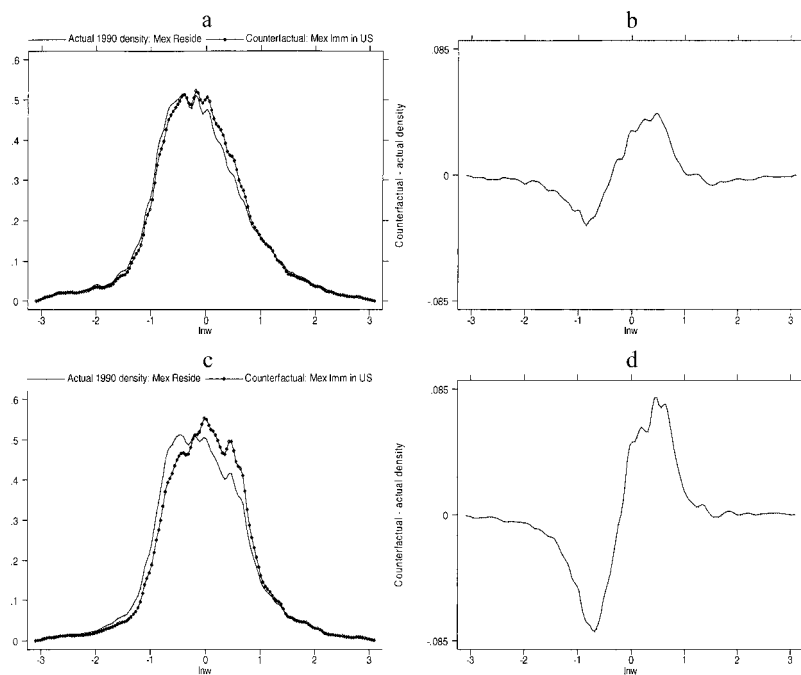 a
Actual 1990 density: Mex Reside Counterfactual: Mex Imm in US
.6
.5
.4
.3
.2
.1
0
-3 -2 -1 0 1 2 3
lnw
b
.085
0
-.085
Counterfactual - actual density
-3 -2 -1 0 1 2 3
lnw
c
Actual 1990 density: Mex Reside Counterfactual: Mex Imm in US
.6
.5
.4
.3
.2
.1
0
-3 -2 -1 0 1 2 3
lnw
d
.085
0
-.085
Counterfactual - actual density
-3 -2 -1 0 1 2 3
lnw